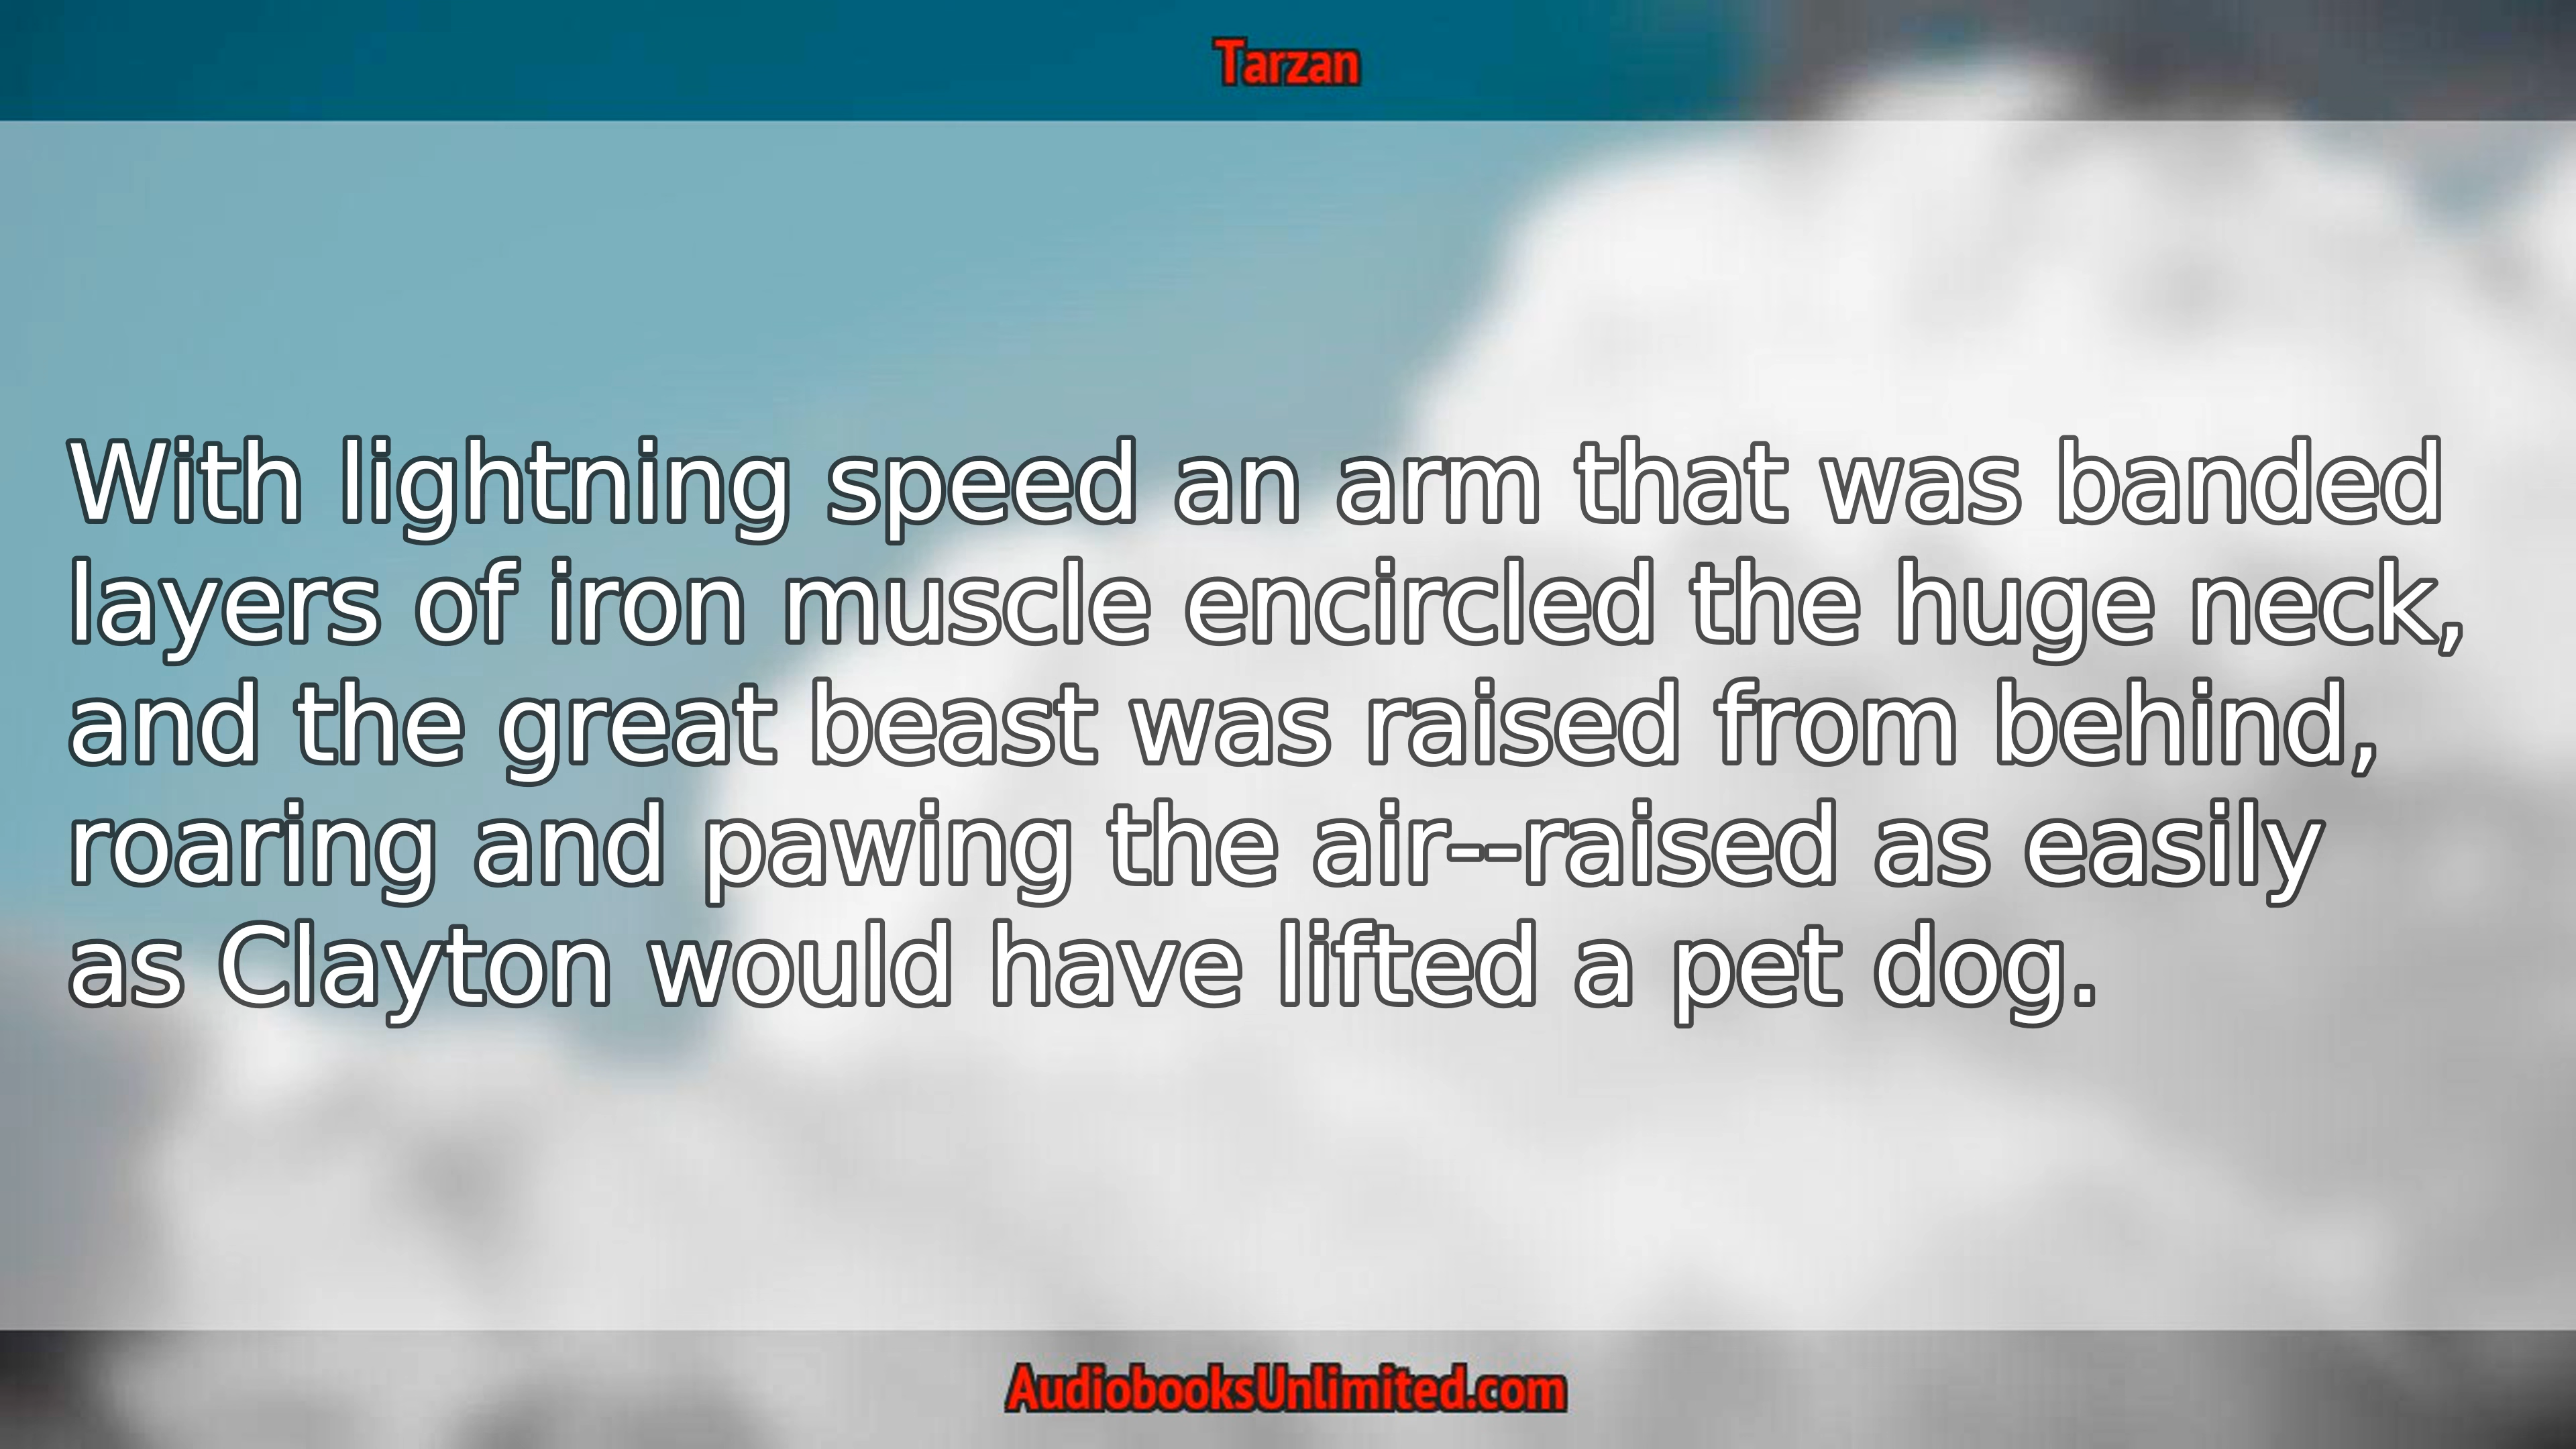 Tarzan
With lightning speed an arm that was banded
layers of iron muscle encircled the huge neck,
and the great beast was raised from behind,
roaring and pawing the air--raised as easily
as Clayton would have lifted a pet dog.
AudiobooksUnlimited.com